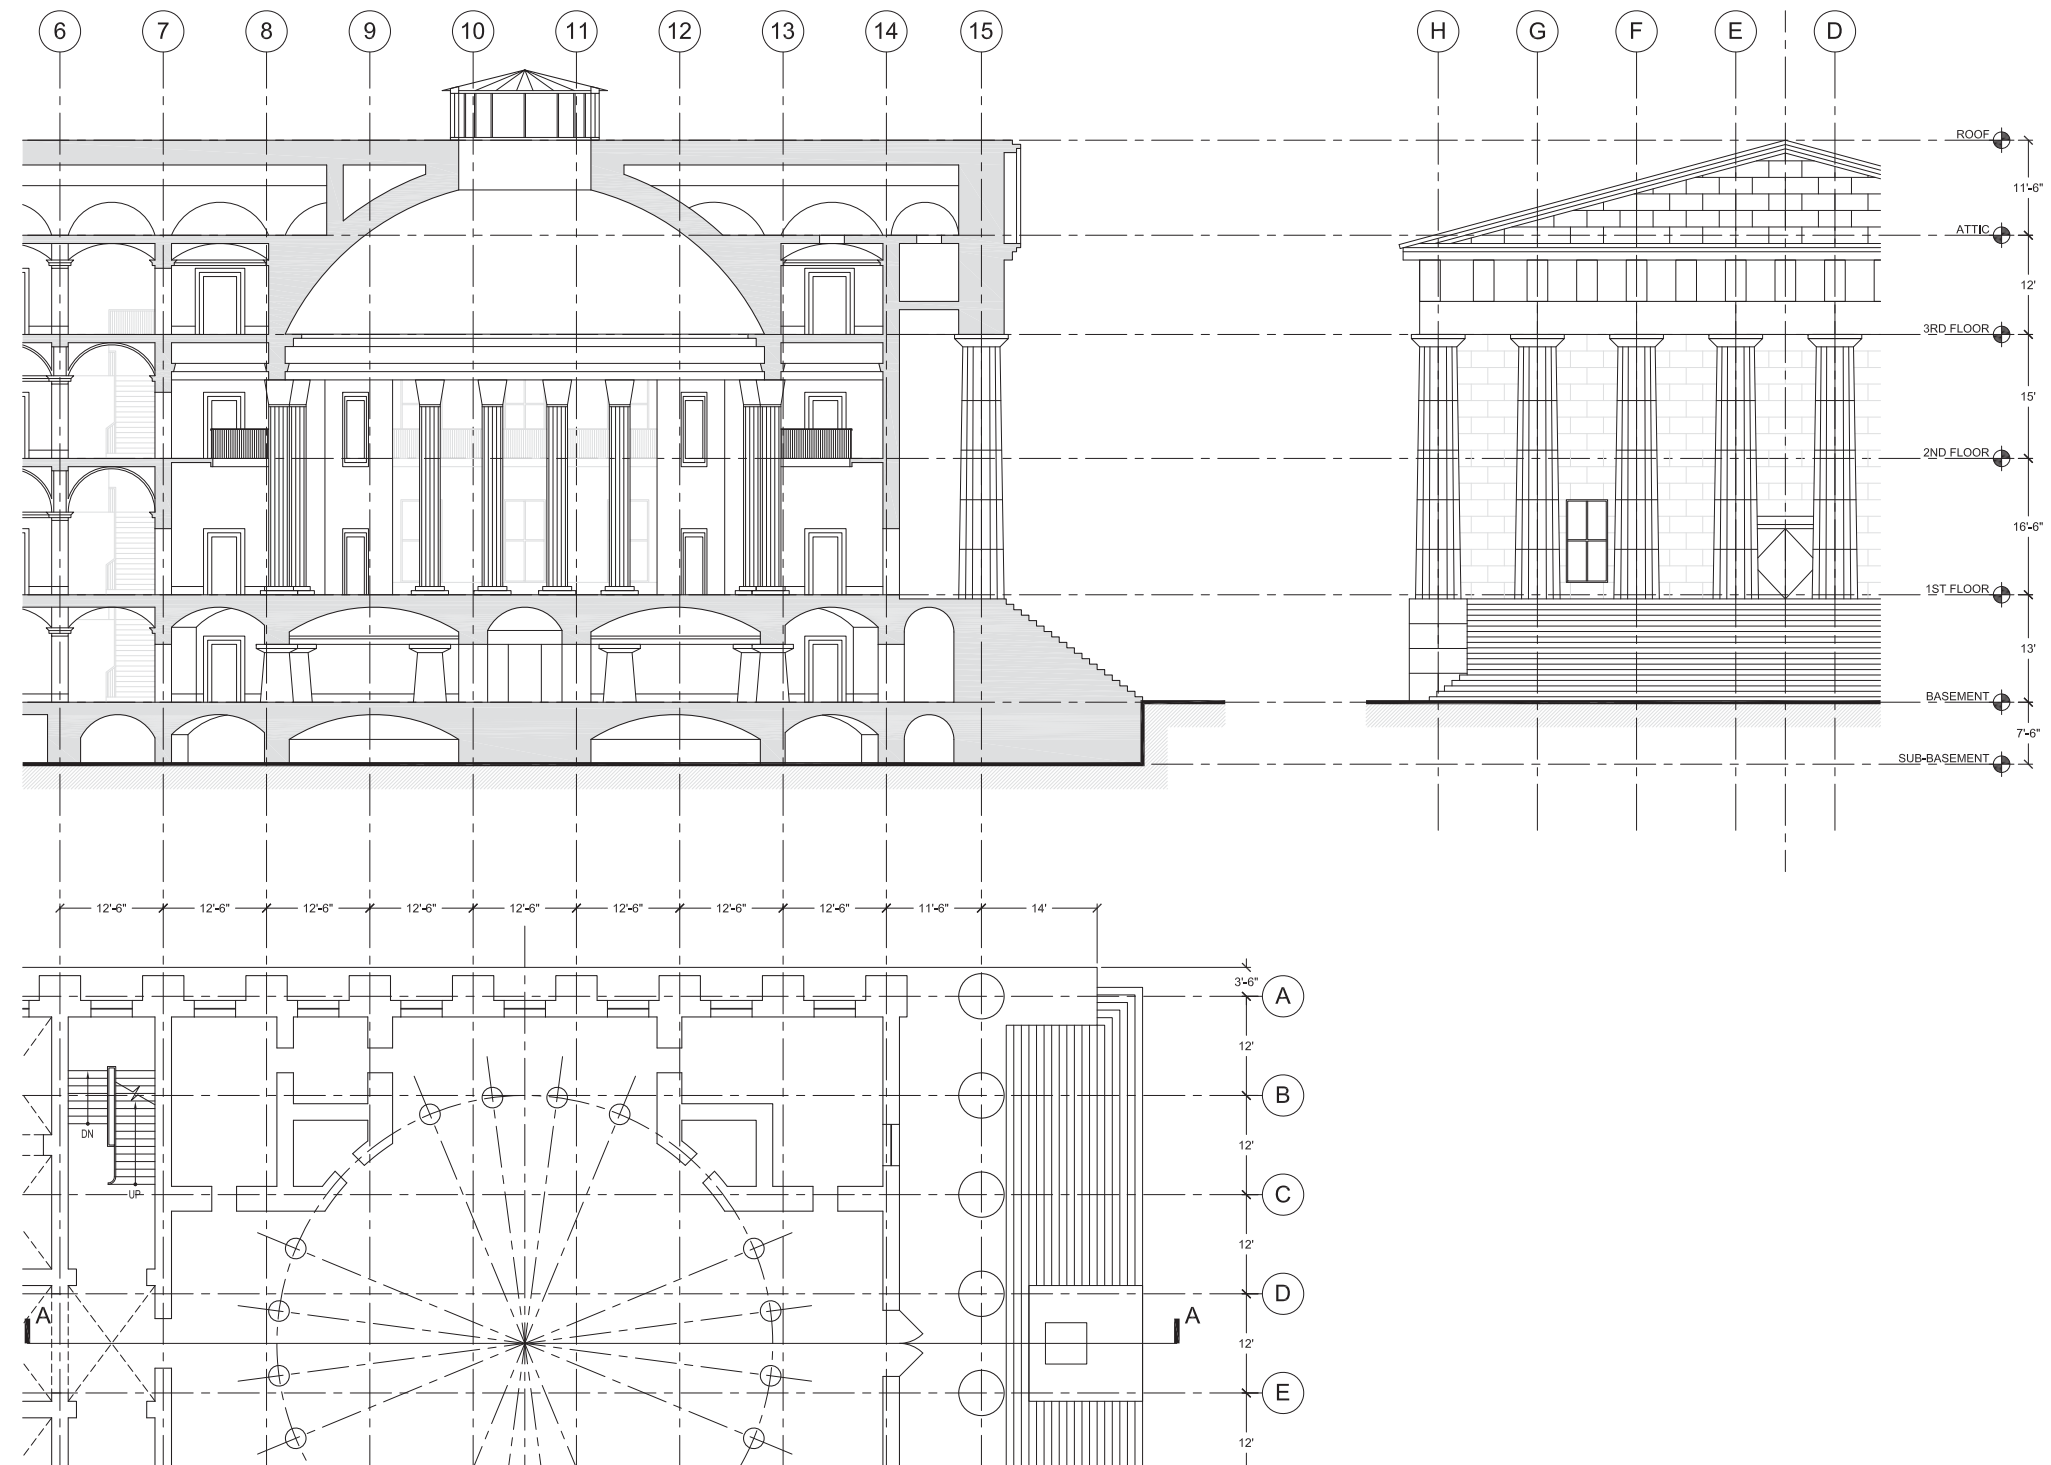 6 7 8 9 10 11 12 13 14 15 H G F E D
ROOF
11'-6"
ATTIC
12'
3RD FLOOR
15'
2ND FLOOR
16'-6"
1ST FLOOR
13'
BASEMENT
7'-6"
SUB-BASEMENT
12'-6" 12'-6" 12'-6" 12'-6" 12'-6" 12'-6" 12'-6" 12'-6" 11'-6" 14'
3'-6"
A
12'
B
DN
12'
UP
C
12'
D
A A
12'
E
12'